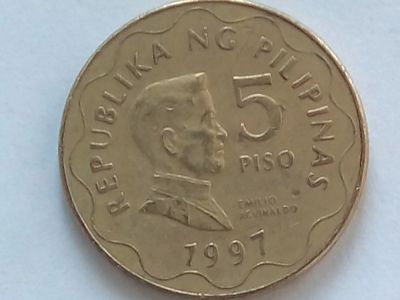 REPUBLIKA NG PILIPINAS
5
PISO
EMILIO
AGUINALDO
1997